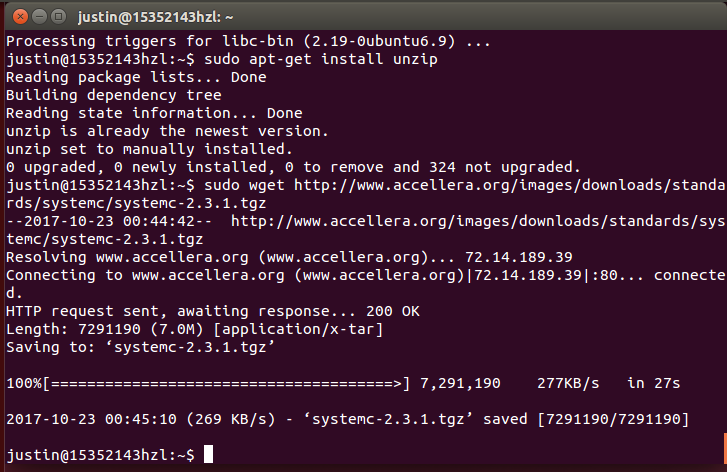 justin@15352143hzl: ~
Processing triggers for libc-bin (2.19-0ubuntu6.9) ...
justin@15352143hzl:~$ sudo apt-get install unzip
Reading package lists... Done
Building dependency tree
Reading state information... Done
unzip is already the newest version.
unzip set to manually installed.
0 upgraded, 0 newly installed, 0 to remove and 324 not upgraded.
justin@15352143hzl:~$ sudo wget http://www.accellera.org/images/downloads/standa
rds/systemc/systemc-2.3.1.tgz
--2017-10-23 00:44:42--  http://www.accellera.org/images/downloads/standards/sys
temc/systemc-2.3.1.tgz
Resolving www.accellera.org (www.accellera.org)... 72.14.189.39
Connecting to www.accellera.org (www.accellera.org)|72.14.189.39|:80... connecte
d.
HTTP request sent, awaiting response... 200 OK
Length: 7291190 (7.0M) [application/x-tar]
Saving to: ‘systemc-2.3.1.tgz’
100%[======================================>] 7,291,190    277KB/s   in 27s
2017-10-23 00:45:10 (269 KB/s) - ‘systemc-2.3.1.tgz’ saved [7291190/7291190]
justin@15352143hzl:~$